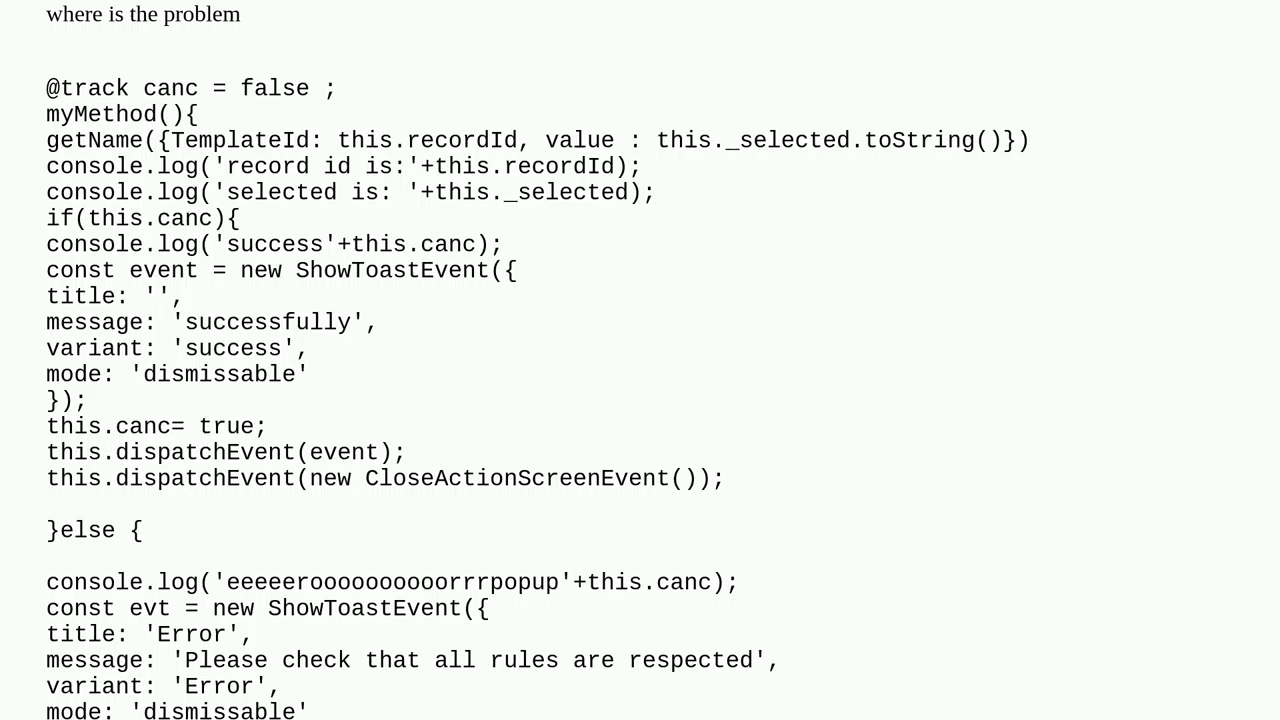 where is the problem
@track canc = false ;
myMethod(){
getName({TemplateId: this.recordId, value : this._selected.toString()})
console.log('record id is:'+this.recordId);
console.log('selected is: '+this._selected);
if(this.canc){
console.log('success'+this.canc);
const event = new ShowToastEvent({
title: '',
message: 'successfully',
variant: 'success',
mode: 'dismissable'
});
this.canc= true;
this.dispatchEvent(event);
this.dispatchEvent(new CloseActionScreenEvent());
}else {
console.log('eeeeeroooooooooorrrpopup'+this.canc);
const evt = new ShowToastEvent({
title: 'Error',
message: 'Please check that all rules are respected',
variant: 'Error',
mode: 'dismissable'